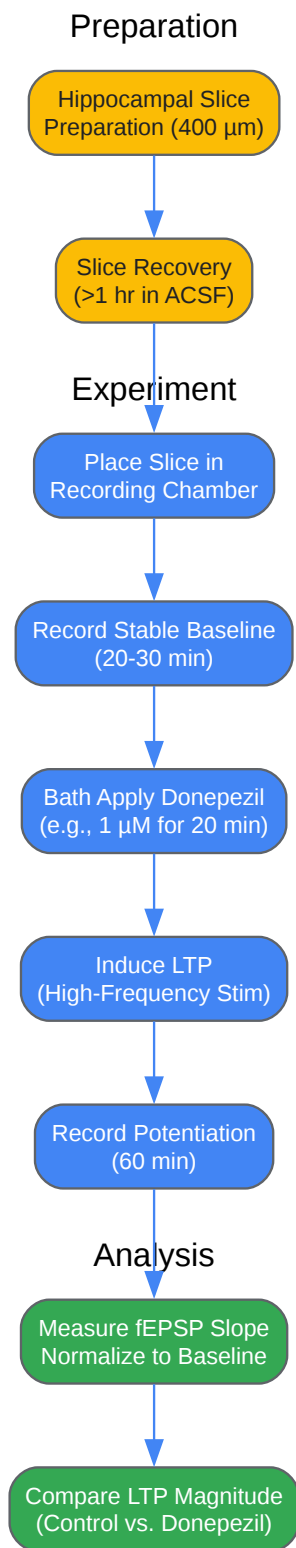 Preparation
Hippocampal Slice
Preparation (400 µm)
Slice Recovery
(>1 hr in ACSF)
Experiment
Place Slice in
Recording Chamber
Record Stable Baseline
(20-30 min)
Bath Apply Donepezil
(e.g., 1 µM for 20 min)
Induce LTP
(High-Frequency Stim)
Record Potentiation
(60 min)
Analysis
Measure fEPSP Slope
Normalize to Baseline
Compare LTP Magnitude
(Control vs. Donepezil)